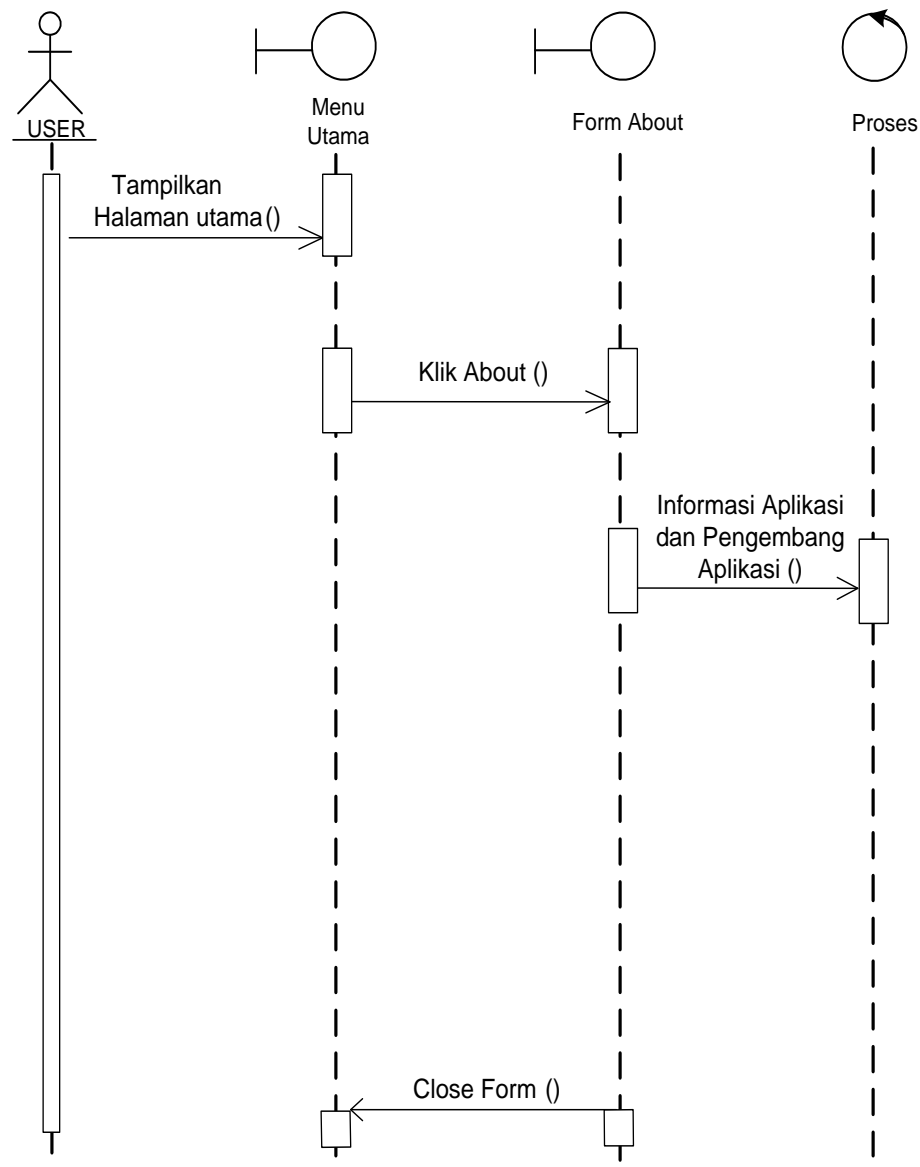 USER
Menu
Utama
Form About
Proses
Tampilkan
Halaman utama()
Klik About ()
Informasi Aplikasi
dan Pengembang
Aplikasi ()
Close Form ()